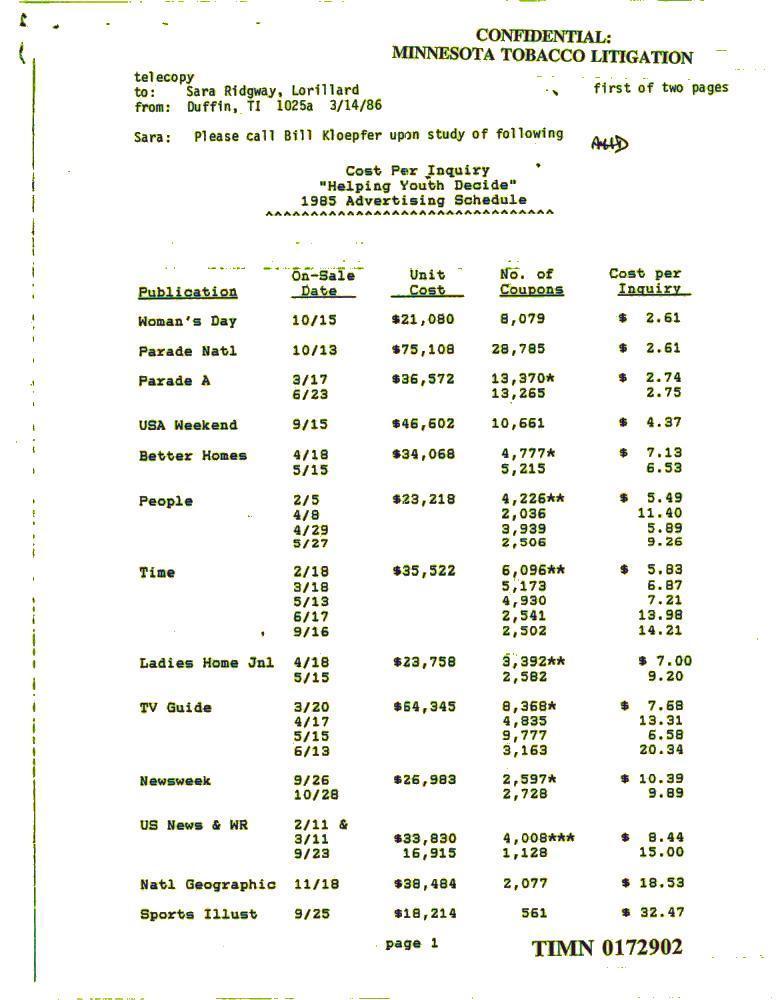 CONFIDENTIAL:
MINNESOTA TOBACCO LITIGATION
telecopy
to: Sara Ridgway, Lorillard first of two pages
from: Duffin, TI 1025a 3/14/86
Sara: Please call Bill Kloepfer upon study of following
Cost Per Inquiry
"Helping Youth Decide"
1985 Advertising Schedule
^^^^^^^^^^^^^^^^^^^^^^^^^^^^^^^^
On-Sale Unit No. of Cost per
Publication Date Cost Coupons Inquiry
Woman's Day 10/15 $21,080 8,079 $ 2.61
Parade Natl 10/13 $75,108 28,785 $ 2.61
Parade A 3/17 $36,572 13,370* $ 2.74
6/23 13,265 2.75
USA Weekend 9/15 $46,602 10,661 $ 4.37
Better Homes 4/18 $34,068 4,777* $ 7.13
5/15 5,215 6.53
People 2/5 $23,218 4,226** $ 5.49
4/8 2,036 11.40
4/29 3,939 5.89
5/27 2,506 9.26
Time 2/18 $35,522 6,096** $ 5.83
3/18 5,173 6.87
5/13 4,930 7.21
6/17 2,541 13.98
9/16 2,502 14.21
Ladies Home Jnl 4/18 $23,758 3,392** $ 7.00
5/15 2,582 9.20
TV Guide 3/20 $64,345 8,368* $ 7.68
4/17 4,835 13.31
5/15 9,777 6.58
6/13 3,163 20.34
Newsweek 9/26 $26,983 2,597* $ 10.39
10/28 2,728 9.89
US News & WR 2/11 &
3/11 $33,830 4,008*** $ 8.44
9/23 16,915 1,128 15.00
Natl Geographic 11/18 $38,484 2,077 $ 18.53
Sports Illust 9/25 $18,214 561 $ 32.47
page 1
TIMN 0172902